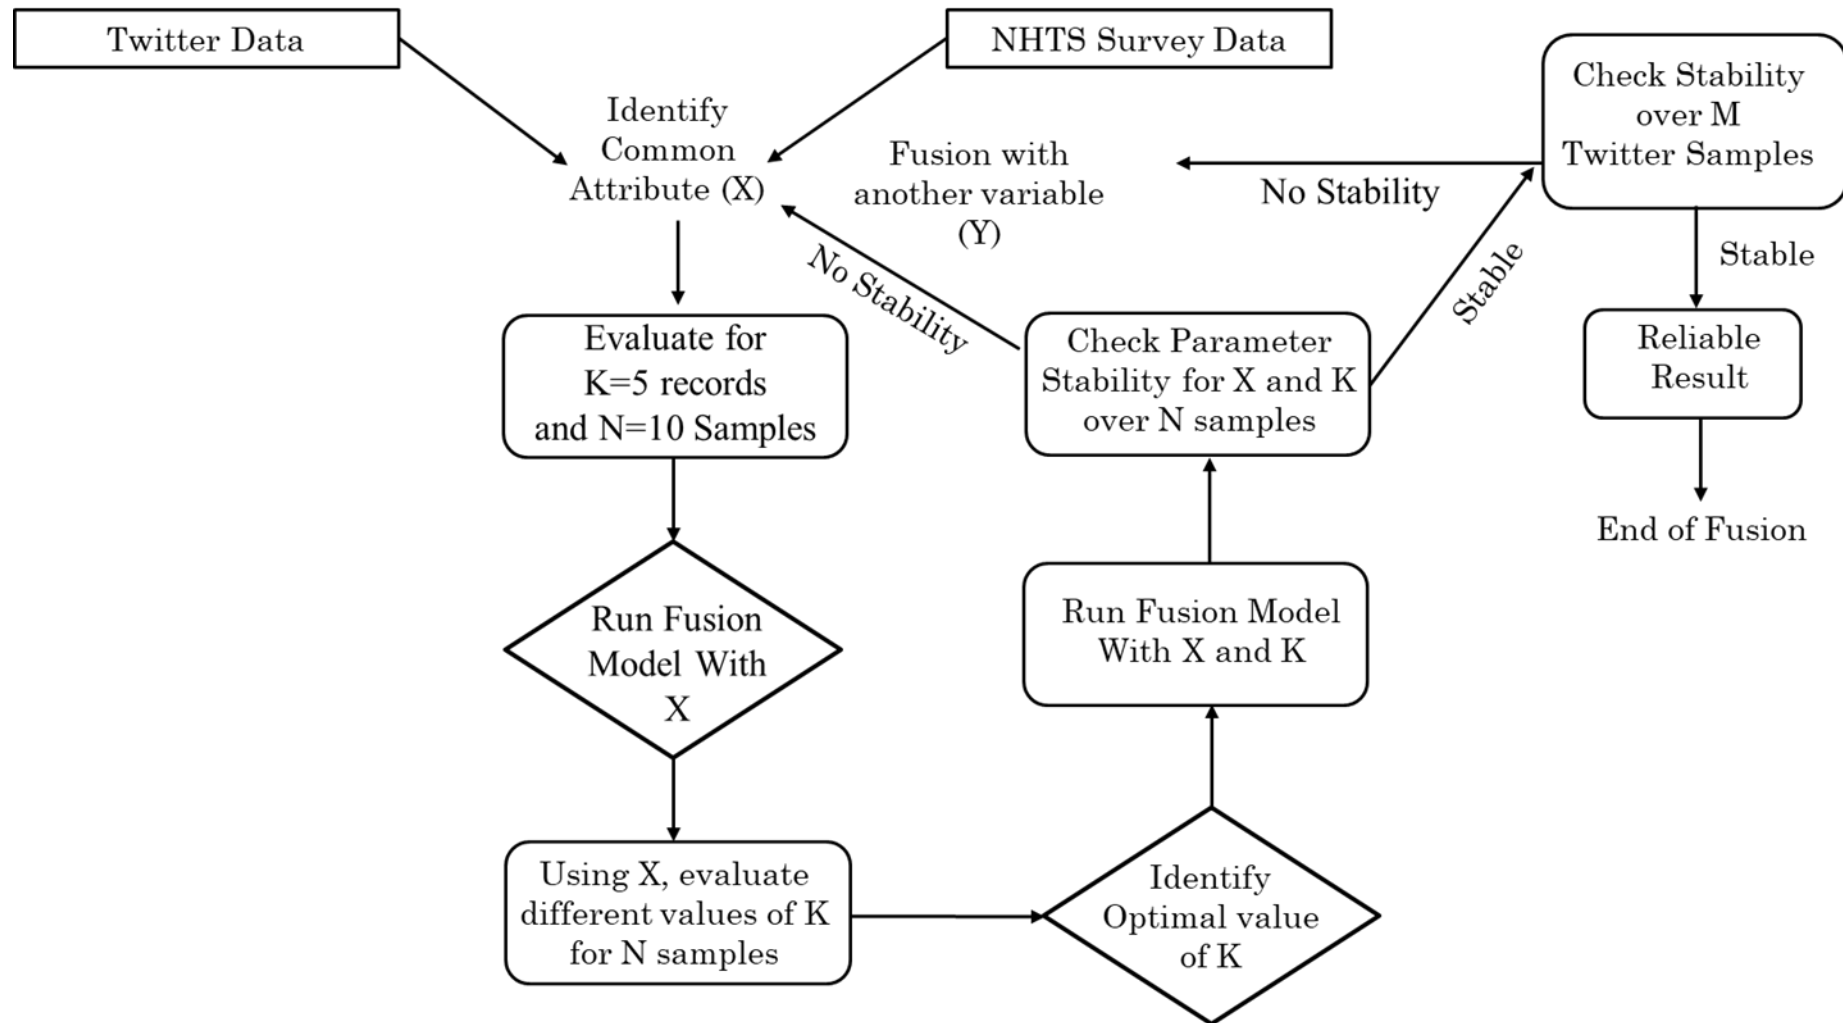 Twitter Data
NHTS Survey Data
Identify
Common
Attribute (X)
Fusion with
another variable
(Y)
No Stability
Check Stability
over M
Twitter Samples
No Stability
Stable
Stable
Evaluate for
K=5 records
and N=10 Samples
Check Parameter
Stability for X and K
over N samples
Reliable
Result
End of Fusion
Run Fusion
Model With
X
Run Fusion Model
With X and K
Using X, evaluate
different values of K
for N samples
Identify
Optimal value
of K